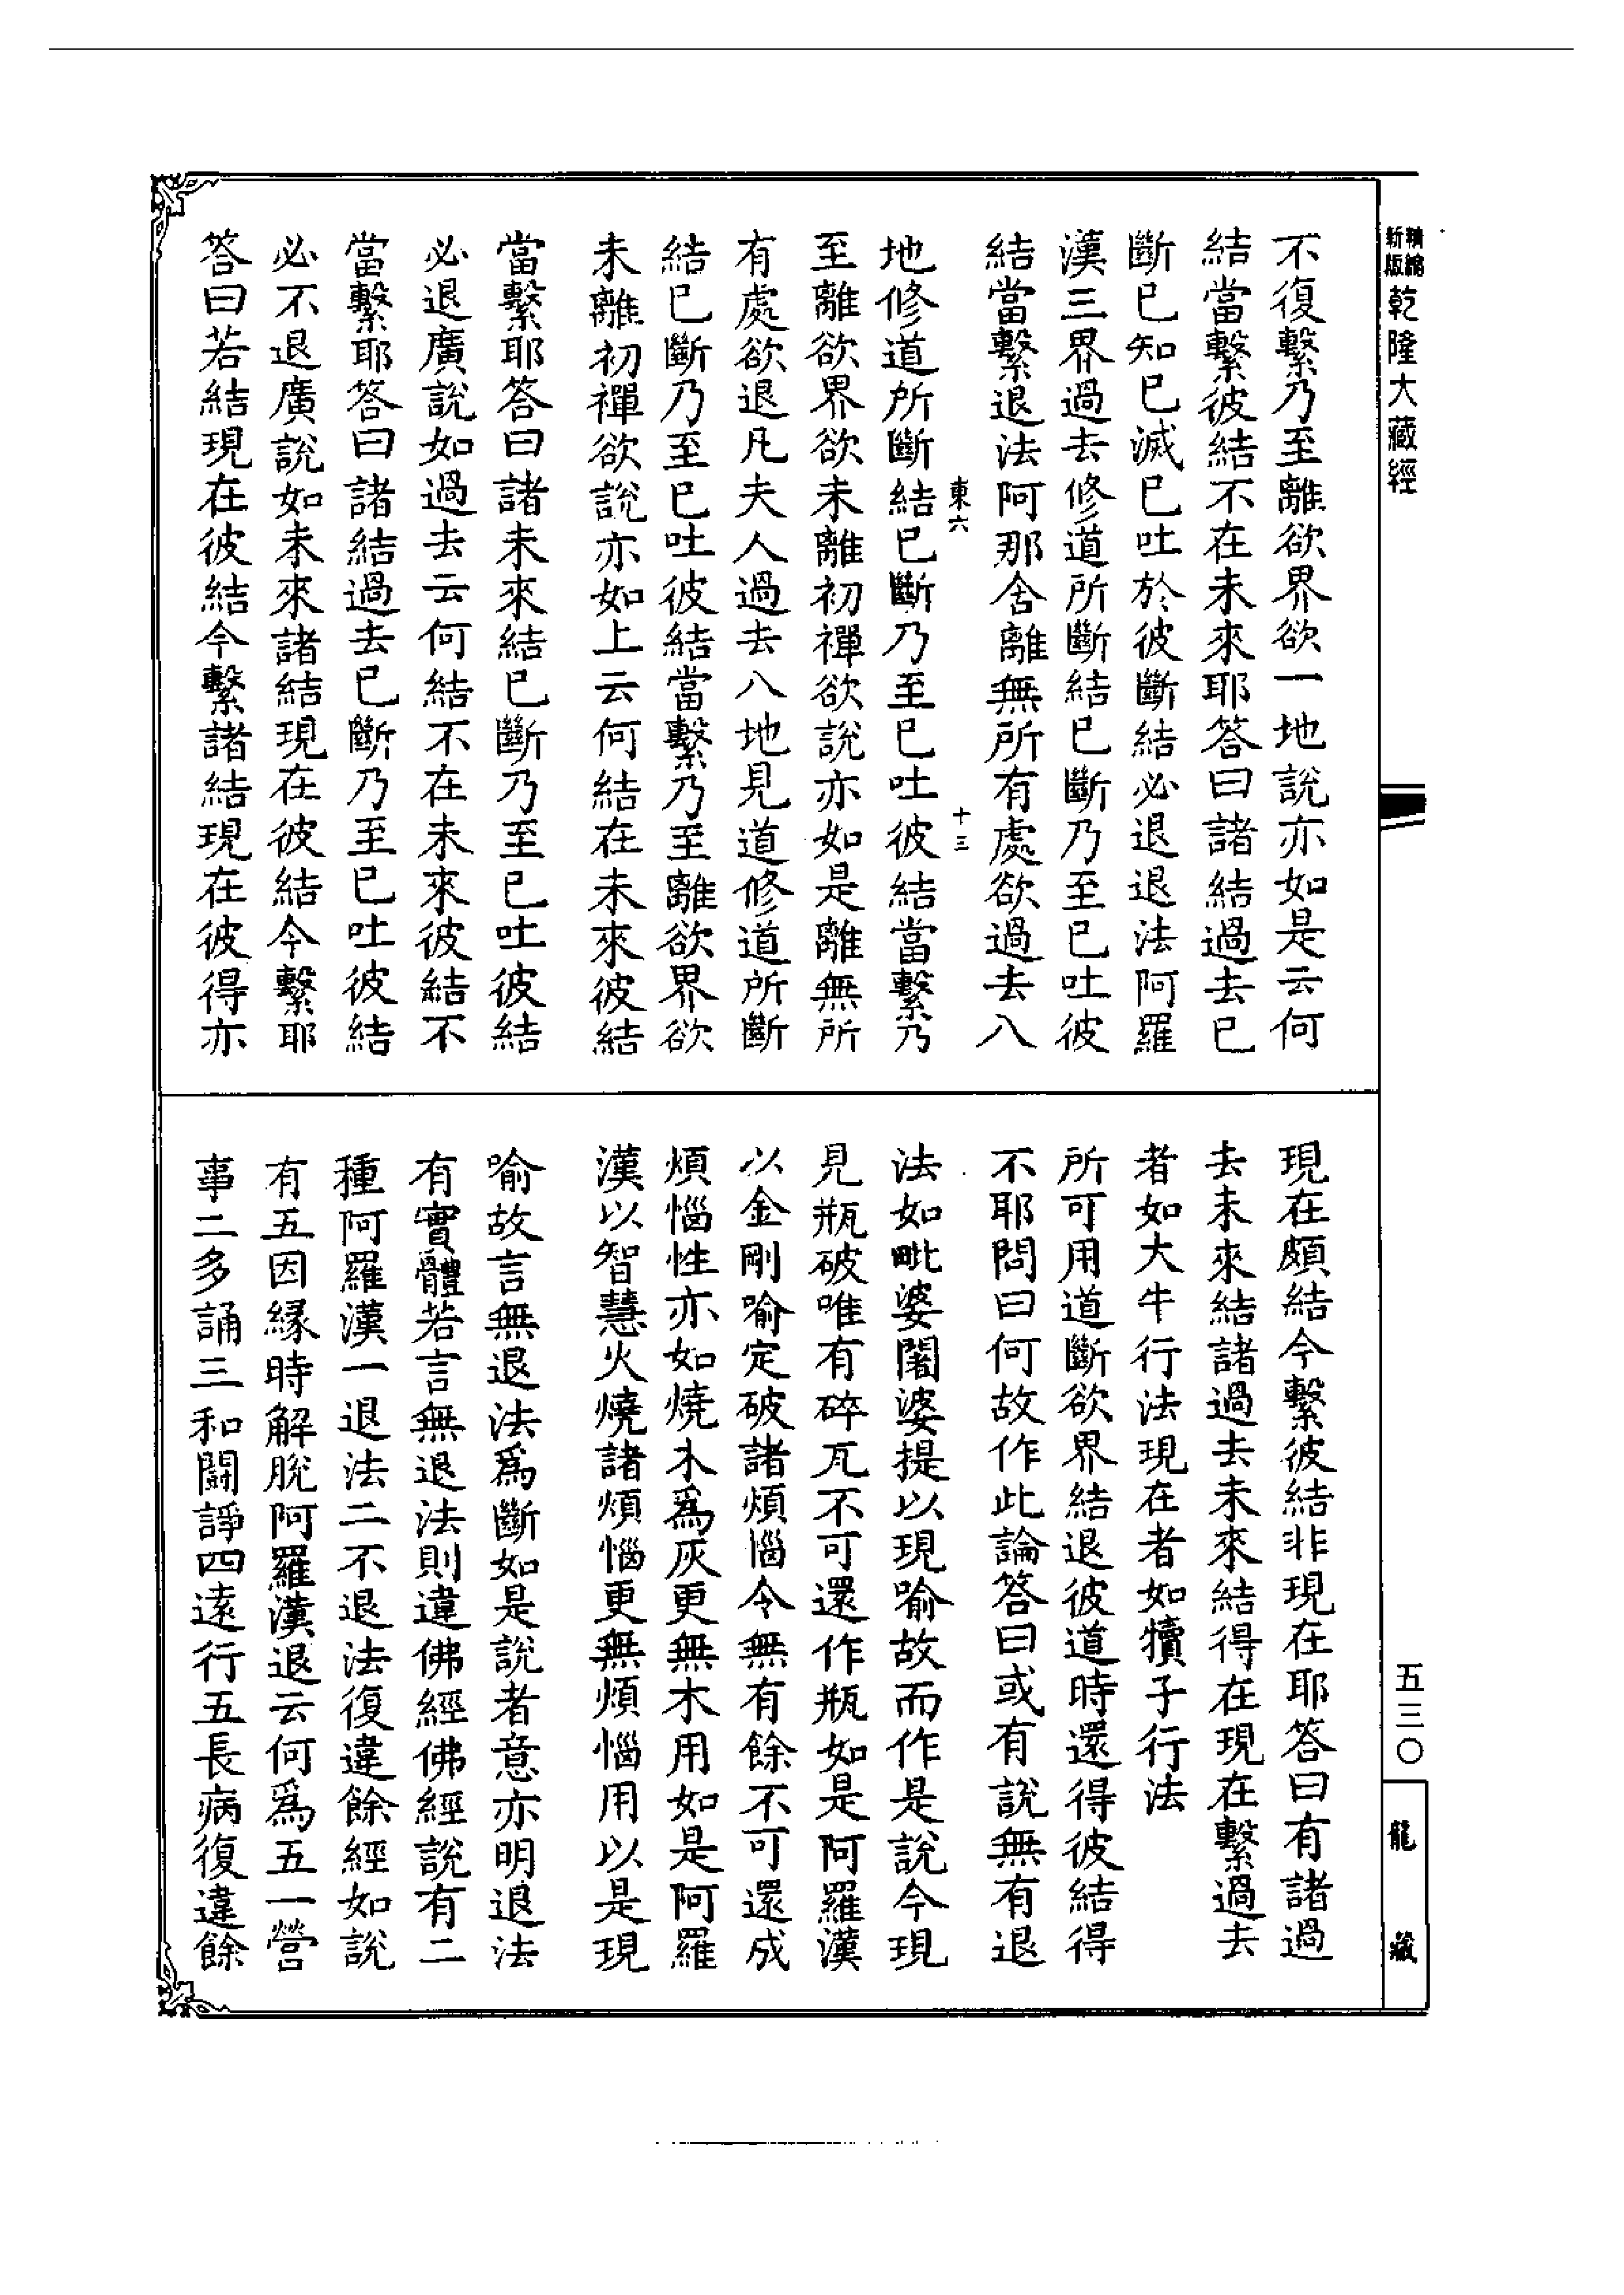 精縮
新版
乾隆大藏經
不復繫乃至離欲界欲一地說亦如是云何
結當繫彼結不在未來耶答曰諸結過去已
斷已知已滅已吐於彼斷結必退退法阿羅
漢三界過去修道所斷結已斷乃至已吐彼
結當繫退法阿那含離無所有處欲過去八
東六
十三
地修道所斷結已斷乃至已吐彼結當繫乃
至離欲界欲未離初禪欲說亦如是離無所
有處欲退凡夫人過去八地見道修道所斷
結已斷乃至已吐彼結當繫乃至離欲界欲
未離初禪欲說亦如上云何結在未來彼結
當繫耶答曰諸未來結已斷乃至已吐彼結
必退廣說如過去云何結不在未來彼結不
當繫耶答曰諸結過去已斷乃至已吐彼結
必不退廣說如未來諸結現在彼結今繫耶
答曰若結現在彼結今繫諸結現在彼得亦
現在頗結今繫彼結非現在耶答曰有諸過
去未來結諸過去未來結得在現在繫過去
者如大牛行法現在者如犢子行法
所可用道斷欲界結退彼道時還得彼結得
不耶問曰何故作此論答曰或有說無有退
法如毗婆闍婆提以現喻故而作是說今現
見瓶破唯有碎瓦不可還作瓶如是阿羅漢
以金剛喻定破諸煩惱令無有餘不可還成
煩惱性亦如燒木為灰更無木用如是阿羅
漢以智慧火燒諸煩惱更無煩惱用以是現
喻故言無退法為斷如是說者意亦明退法
有實體若言無退法則違佛經佛經說有二
種阿羅漢一退法二不退法復違餘經如說
有五因緣時解脫阿羅漢退云何為五一營
事二多誦三和鬪諍四遠行五長病復違餘
五三〇
龍藏